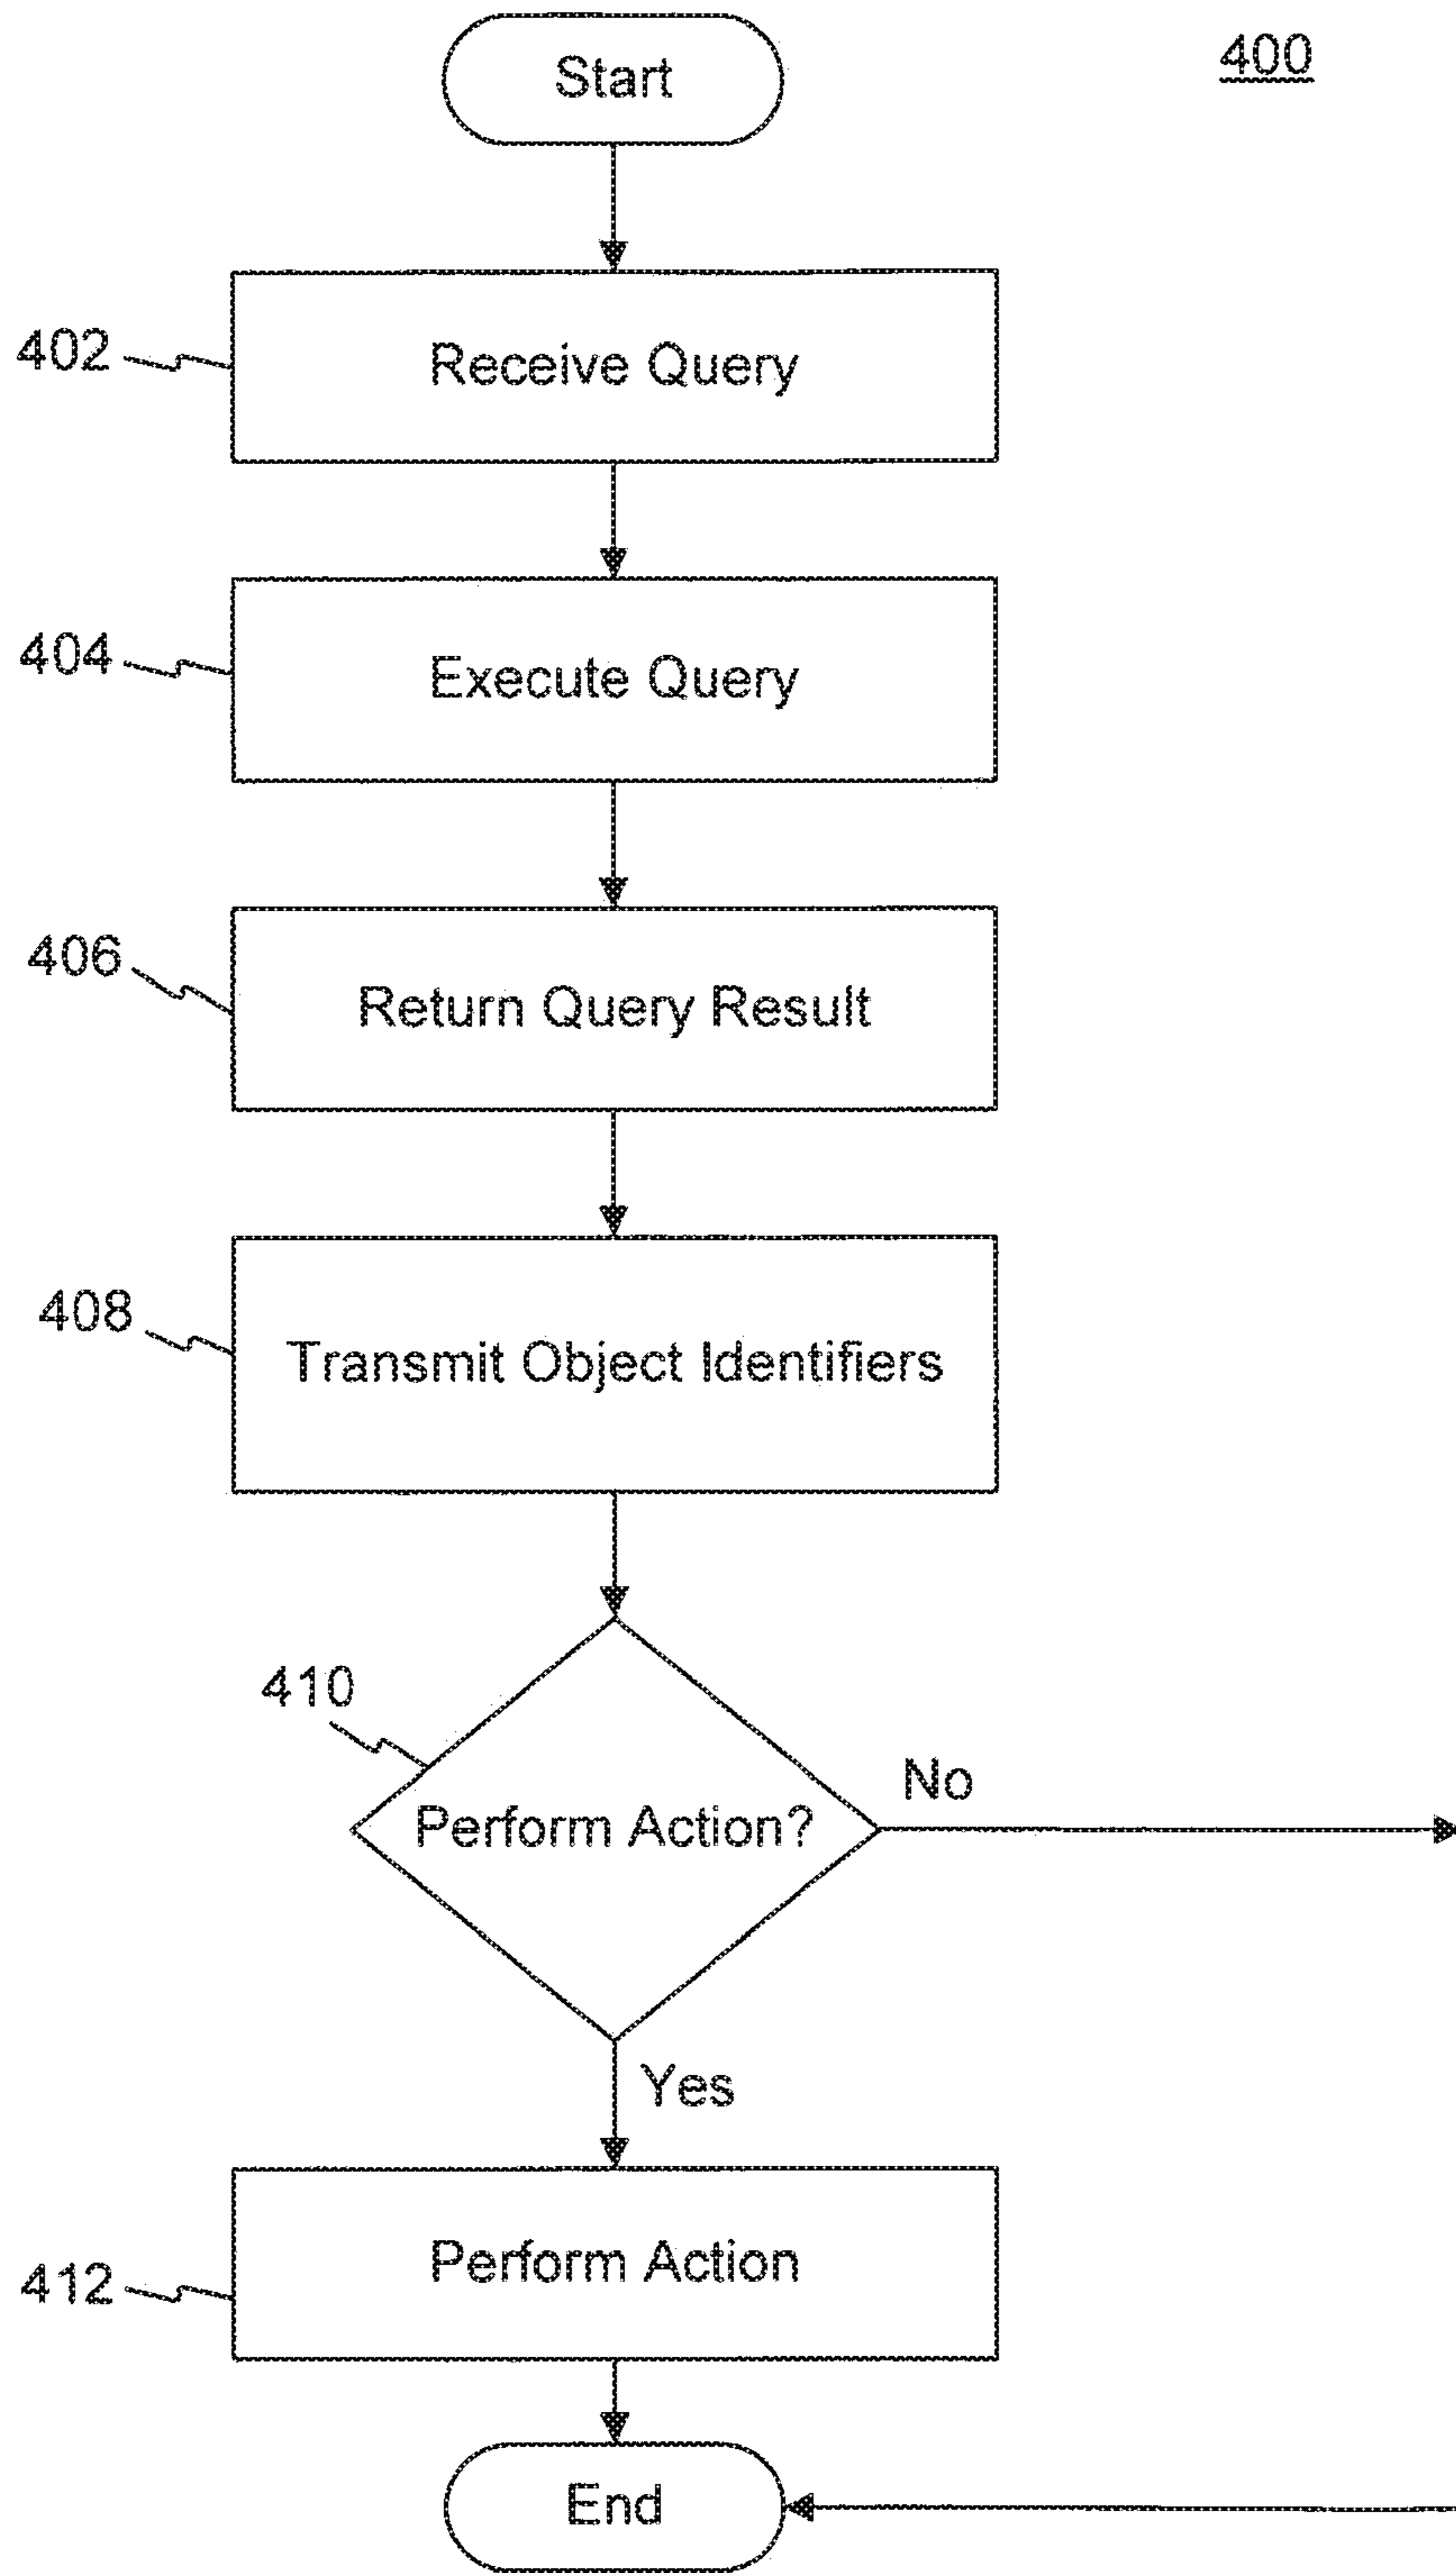 Start
400
402
Receive Query
404
Execute Query
406
Return Query Result
408
Transmit Object Identifiers
410
No
Perform Action?
Yes
Perform Action
412
End